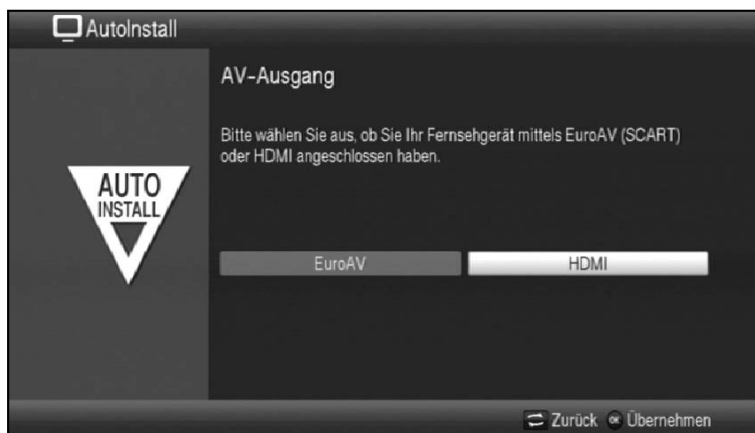 AutoInstall
AV-Ausgang
Bitte wählen Sie aus, ob Sie Ihr Fernsehgerät mittels EuroAV (SCART)
oder HDMI angeschlossen haben.
AUTO
INSTALL
EuroAV HDMI
Zurück OK Übernehmen